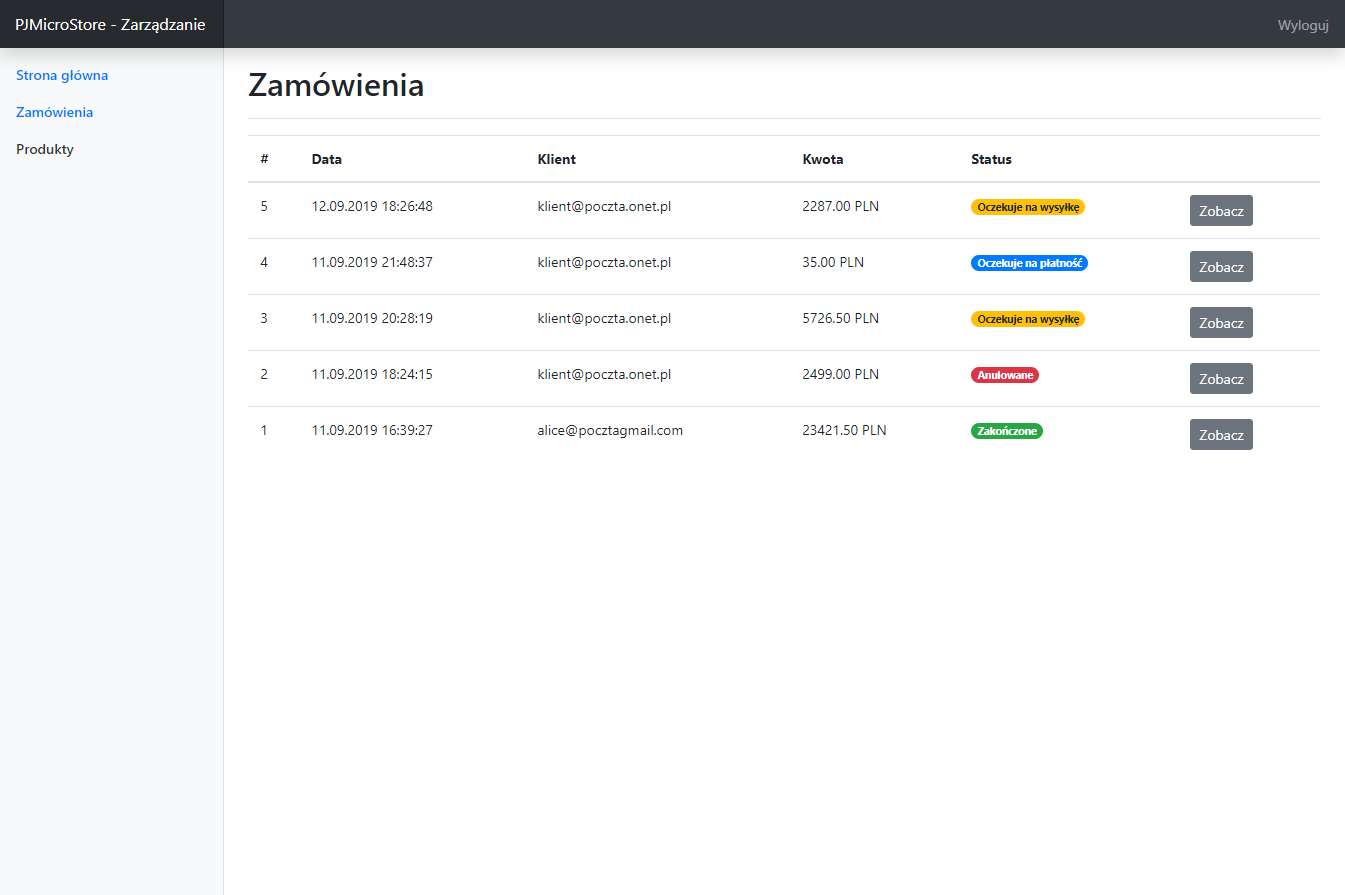 PJMicroStore - Zarządzanie Wyloguj
Strona główna
Zamówienia
Produkty
Zamówienia
# Data Klient Kwota Status
5 12.09.2019 18:26:48 klient@poczta.onet.pl 2287.00 PLN Oczekuje na wysyłkę Zobacz
4 11.09.2019 21:48:37 klient@poczta.onet.pl 35.00 PLN Oczekuje na płatność Zobacz
3 11.09.2019 20:28:19 klient@poczta.onet.pl 5726.50 PLN Oczekuje na wysyłkę Zobacz
2 11.09.2019 18:24:15 klient@poczta.onet.pl 2499.00 PLN Anulowane Zobacz
1 11.09.2019 16:39:27 alice@pocztagmail.com 23421.50 PLN Zakończone Zobacz